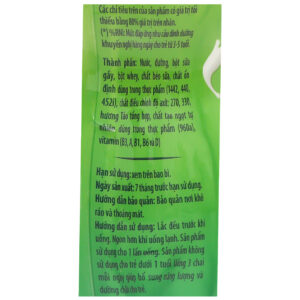 Các chỉ tiêu trên của sản phẩm có giá trị tối
thiểu bằng 80% giá trị trên nhãn.
(*) %RNI: Mức đáp ứng nhu cầu dinh dưỡng
khuyến nghị hàng ngày cho trẻ từ 3-5 tuổi.
Thành phần: Nước, đường, bột sữa
gầy, bột whey, chất béo sữa, chất ổn
định dùng trong thực phẩm (1442, 440,
452i), chất điều chỉnh độ axit: 270, 330,
hương Táo tổng hợp, chất tạo ngọt tự
nhiên dùng trong thực phẩm (960a),
vitamin (B3, A, B1, B6 và D)
Hạn sử dụng: xem trên bao bì.
Ngày sản xuất: 7 tháng trước hạn sử dụng.
Hướng dẫn bảo quản: Bảo quản nơi khô
ráo và thoáng mát.
Hướng dẫn sử dụng: Lắc đều trước khi
uống. Ngon hơn khi uống lạnh. Sản phẩm
sử dụng cho 1 lần uống. Sản phẩm không
sử dụng cho trẻ dưới 1 tuổi. Uống 1 chai
mỗi ngày giúp bổ sung năng lượng và
dưỡng chất cho trẻ.